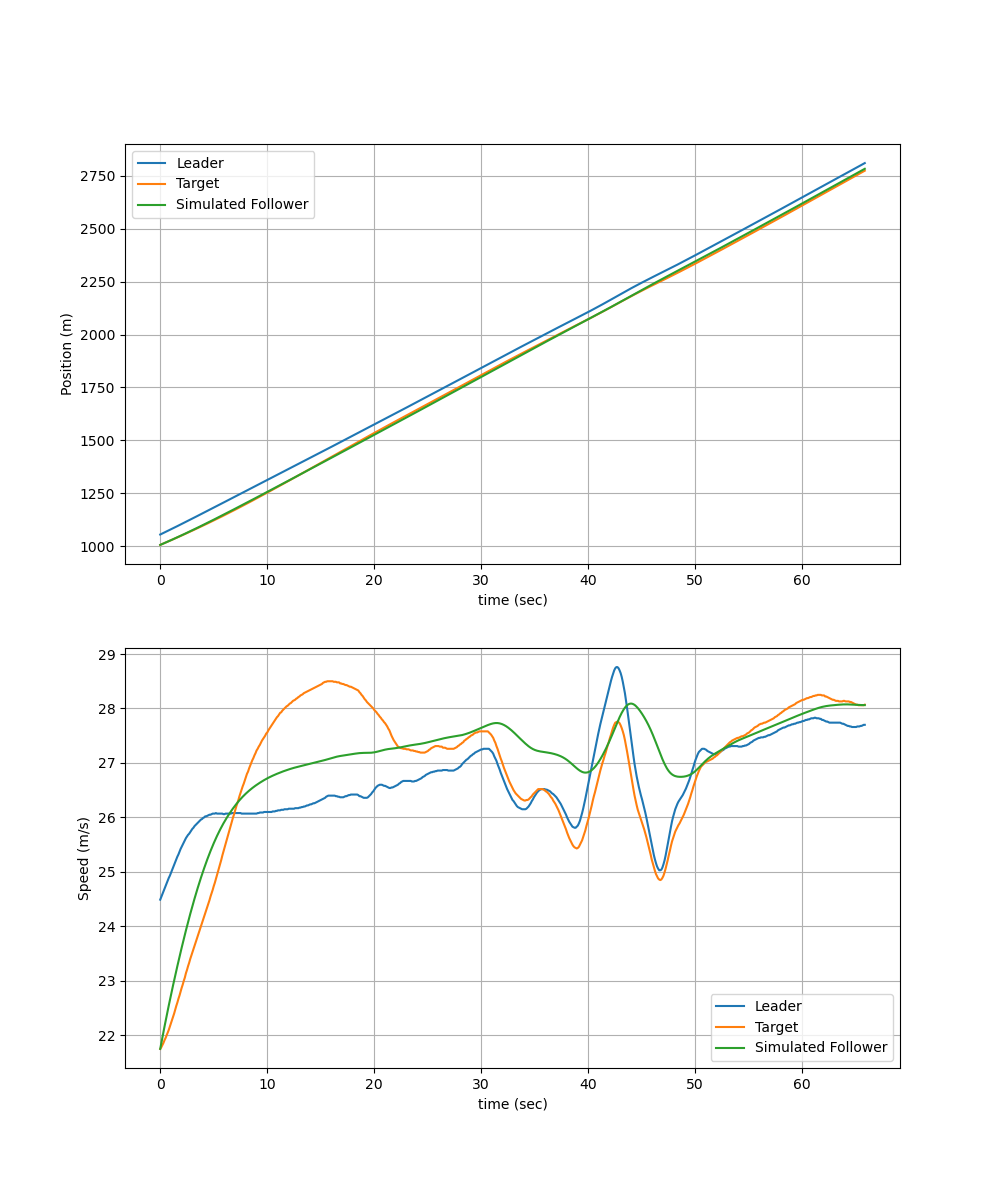 Leader
Target
Simulated Follower
2750
2500
2250
2000
1750
1500
1250
1000
Position (m)
0 10 20 30 40 50 60
time (sec)
29
28
27
26
25
24
23
22
Speed (m/s)
Leader
Target
Simulated Follower
0 10 20 30 40 50 60
time (sec)